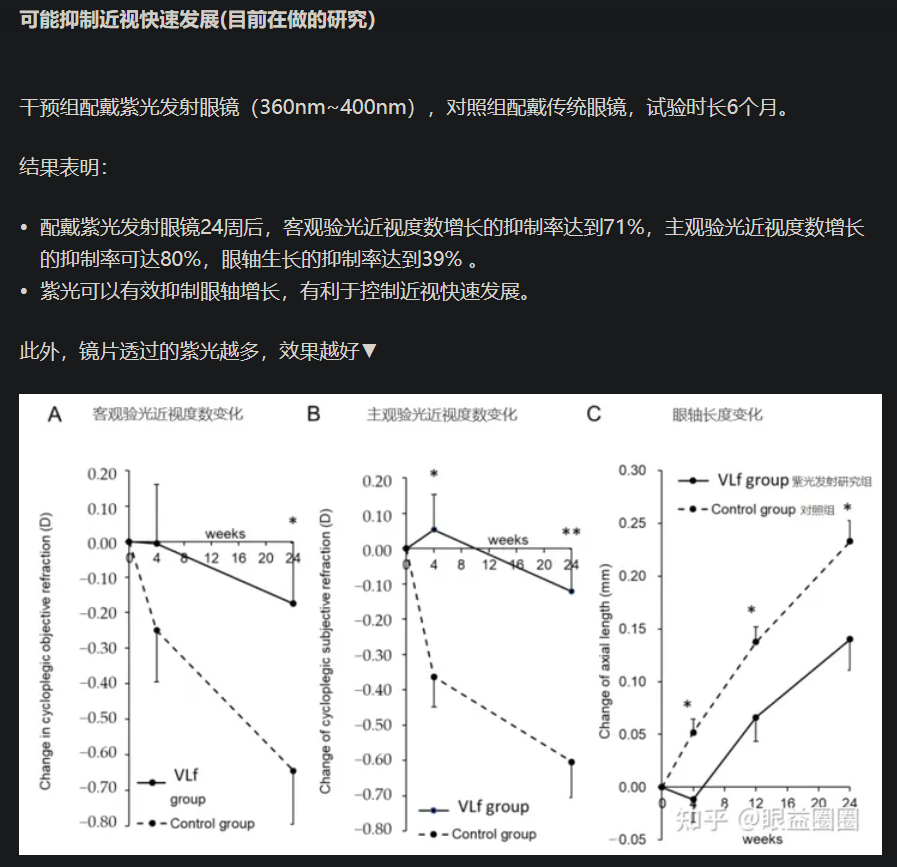 可能抑制近视快速发展(目前在做的研究)
干预组配戴紫光发射眼镜（360nm~400nm），对照组配戴传统眼镜，试验时长6个月。
结果表明：
• 配戴紫光发射眼镜24周后，客观验光近视度数增长的抑制率达到71%，主观验光近视度数增长
的抑制率可达80%，眼轴生长的抑制率达到39% 。
• 紫光可以有效抑制眼轴增长，有利于控制近视快速发展。
此外，镜片透过的紫光越多，效果越好▼
A 客观验光近视度数变化
Change in cycloplegic objective refraction (D)
0.20
0.10
0.00
-0.10
-0.20
-0.30
-0.40
-0.50
-0.60
-0.70
-0.80
weeks
0 4 8 12 16 20 24
*
VLf
group
Control group
B 主观验光近视度数变化
Change of cycloplegic subjective refraction (D)
0.20
0.10
0.00
-0.10
-0.20
-0.30
-0.40
-0.50
-0.60
-0.70
-0.80
*
weeks
**
0 4 8 12 16 20 24
VLf group
Control group
C 眼轴长度变化
Change of axial length (mm)
0.30
0.25
0.20
0.15
0.10
0.05
0.00
-0.05
VLf group 紫光发射研究组
Control group 对照组
*
*
*
0 4 8 12 16 20 24
weeks
知乎 @眼益圈圈